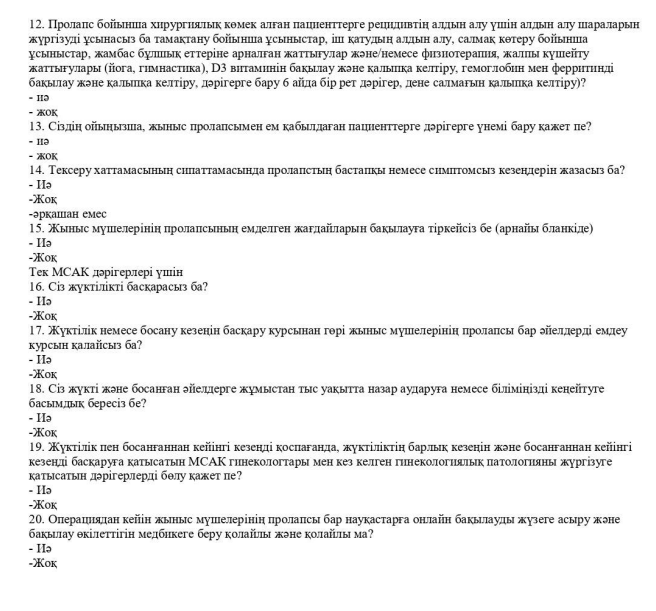 12. Пролапс бойынша хирургиялық көмек алған пациенттерге рецидивтің алдын алу үшін алдын алу шараларын
жүргізуді ұсынасыз ба тамақтану бойынша ұсыныстар, іш қатудың алдын алу, салмақ көтеру бойынша
ұсыныстар, жамбас бұлшық еттеріне арналған жаттығулар және/немесе физиотерапия, жалпы күшейту
жаттығулары (йога, гимнастика), D3 витаминін бақылау және қалыпқа келтіру, гемоглобин мен ферритинді
бақылау және қалыпқа келтіру, дәрігерге бару 6 айда бір рет дәрігер, дене салмағын қалыпқа келтіру)?
- иә
- жоқ
13. Сіздің ойыңызша, жыныс пролапсымен ем қабылдаған пациенттерге дәрігерге үнемі бару қажет пе?
- иә
- жоқ
14. Тексеру хаттамасының сипаттамасында пролапстың бастапқы немесе симптомсыз кезеңдерін жазасыз ба?
- Иә
-Жоқ
-әрқашан емес
15. Жыныс мүшелерінің пролапсының емделген жағдайларын бақылауға тіркейсіз бе (арнайы бланкіде)
- Иә
-Жоқ
Тек МСАК дәрігерлері үшін
16. Сіз жүктілікті басқарасыз ба?
- Иә
-Жоқ
17. Жүктілік немесе босану кезеңін басқару курсынан гөрі жыныс мүшелерінің пролапсы бар әйелдерді емдеу
курсын қалайсыз ба?
- Иә
-Жоқ
18. Сіз жүкті және босанған әйелдерге жұмыстан тыс уақытта назар аударуға немесе біліміңізді кеңейтуге
басымдық бересіз бе?
- Иә
-Жоқ
19. Жүктілік пен босанғаннан кейінгі кезеңді қоспағанда, жүктіліктің барлық кезеңін және босанғаннан кейінгі
кезеңді басқаруға қатысатын МСАК гинекологтары мен кез келген гинекологиялық патологияны жүргізуге
қатысатын дәрігерлерді бөлу қажет пе?
- Иә
-Жоқ
20. Операциядан кейін жыныс мүшелерінің пролапсы бар науқастарға онлайн бақылауды жүзеге асыру және
бақылау өкілеттігін медбикеге беру қолайлы және қолайлы ма?
- Иә
-Жоқ